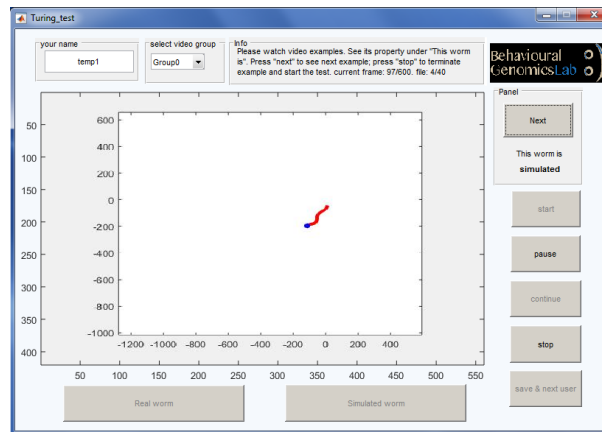 Turing_test
your name
temp1
select video group
Group0
Info
Please watch video examples. See its property under "This worm
is". Press "next" to see next example; press "stop" to terminate
example and start the test. current frame: 97/600. file: 4/40
Behavioural
GenomicsLab
Panel
Next
This worm is
simulated
start
pause
continue
stop
save & next user
50
100
150
200
250
300
350
400
600
400
200
0
-200
-400
-600
-800
-1000
-1200 -1000 -800 -600 -400 -200 0 200 400
50 100 150 200 250 300 350 400 450 500 550
Real worm
Simulated worm